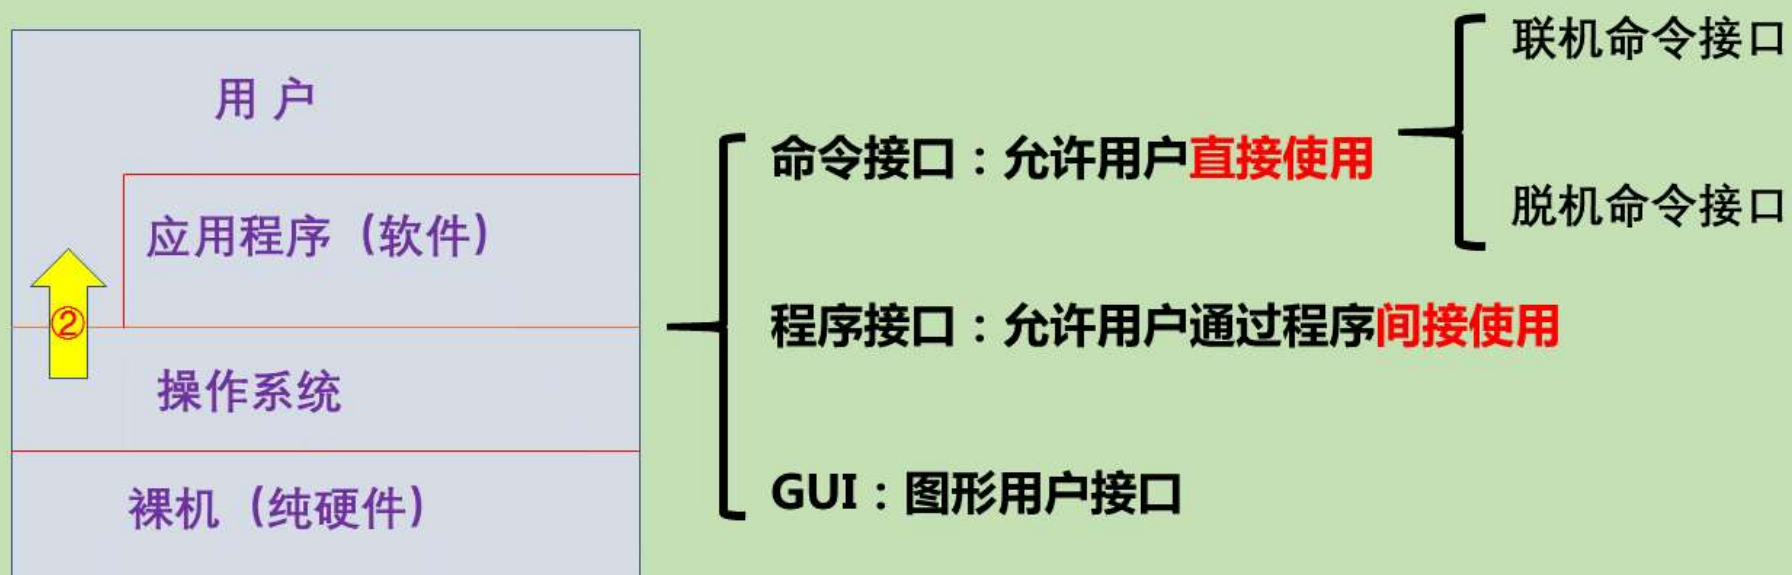 用 户
应用程序（软件）
②
操作系统
裸机（纯硬件）
命令接口：允许用户直接使用
联机命令接口
脱机命令接口
程序接口：允许用户通过程序间接使用
GUI：图形用户接口